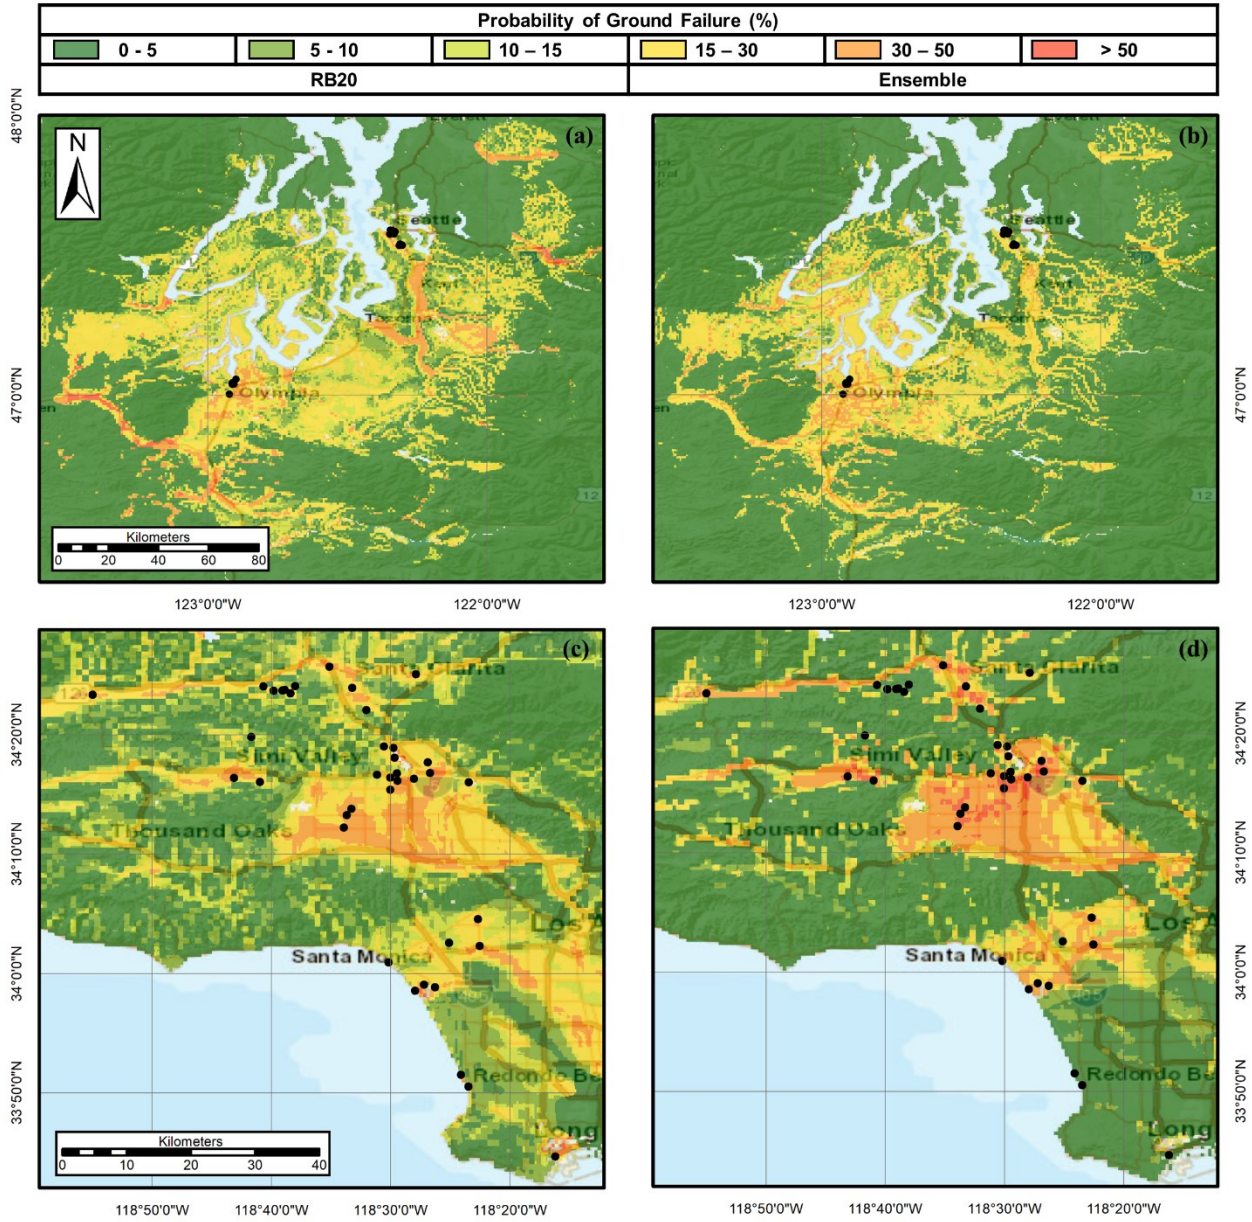 Probability of Ground Failure (%)
0 - 5
5 - 10
10 – 15
15 – 30
30 – 50
> 50
RB20
Ensemble
48°0'0"N
(a)
N
Seattle
Kent
Tacoma
Olympia
12
Kilometers
0 20 40 60 80
123°0'0"W
122°0'0"W
47°0'0"N
(b)
Seattle
Kent
Tacoma
en
Olympia
12
47°0'0"N
123°0'0"W
122°0'0"W
(c)
Santa Clarita
126
Simi Valley
Thousand Oaks
Los A
Santa Monica
405
Redondo Be
Long
Kilometers
0 10 20 30 40
34°20'0"N
34°10'0"N
34°0'0"N
33°50'0"N
118°50'0"W
118°40'0"W
118°30'0"W
118°20'0"W
(d)
Santa Clarita
Simi Valley
Thousand Oaks
Los A
Santa Monica
Redondo Be
Long
34°20'0"N
34°10'0"N
34°0'0"N
33°50'0"N
118°50'0"W
118°40'0"W
118°30'0"W
118°20'0"W